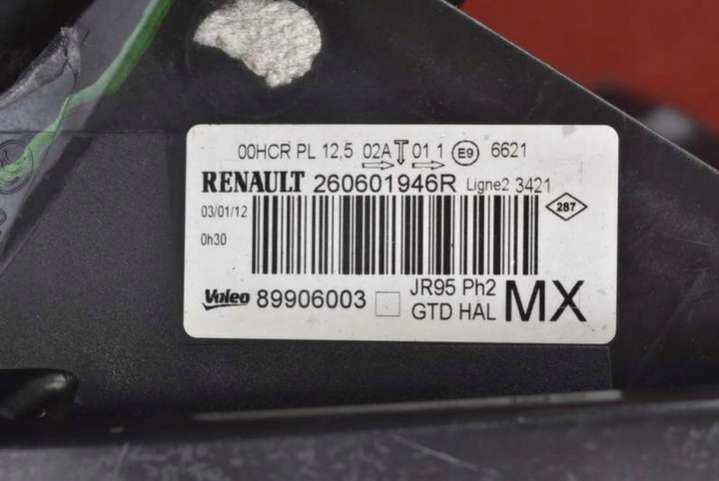 00HCR PL 12,5 02A 01 1 E9 6621
RENAULT 260601946R Ligne2 3421
03/01/12
287
0h30
Valeo 89906003 JR95 Ph2
GTD HAL MX